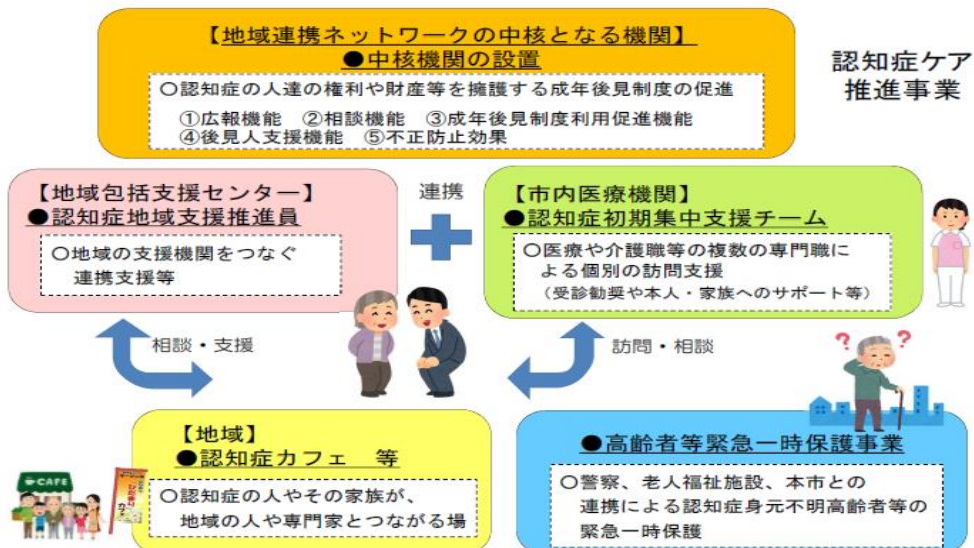 【地域連携ネットワークの中核となる機関】
●中核機関の設置
○認知症の人達の権利や財産等を擁護する成年後見制度の促進
①広報機能 ②相談機能 ③成年後見制度利用促進機能
④後見人支援機能 ⑤不正防止効果
認知症ケア
推進事業
【地域包括支援センター】
●認知症地域支援推進員
○地域の支援機関をつなぐ
連携支援等
連携
【市内医療機関】
●認知症初期集中支援チーム
○医療や介護職等の複数の専門職に
よる個別の訪問支援
（受診勧奨や本人・家族へのサポート等）
相談・支援
訪問・相談
? ?
【地域】
●認知症カフェ 等
○認知症の人やその家族が、
地域の人や専門家とつながる場
CAFE
●高齢者等緊急一時保護事業
○警察、老人福祉施設、本市との
連携による認知症身元不明高齢者等の
緊急一時保護